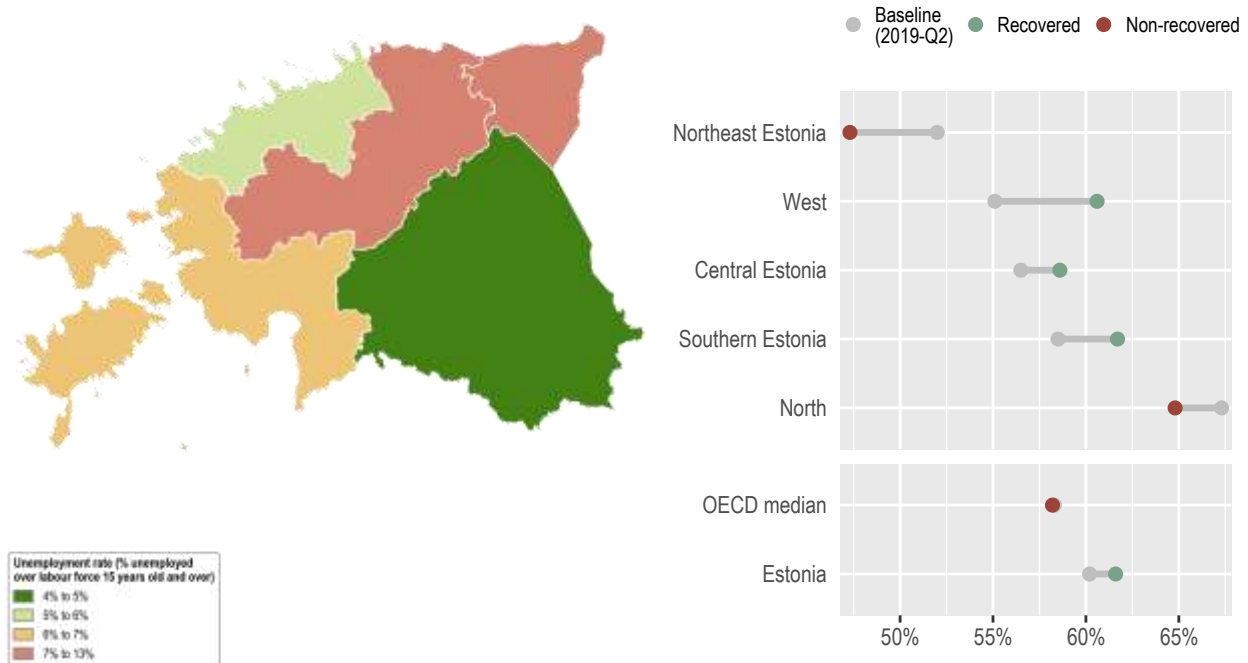 Baseline
(2019-Q2)
Recovered
Non-recovered
Northeast Estonia
West
Central Estonia
Southern Estonia
North
OECD median
Estonia
50%
55%
60%
65%
Unemployment rate (% unemployed
over labour force 15 years old and over)
4% to 5%
5% to 6%
6% to 7%
7% to 13%